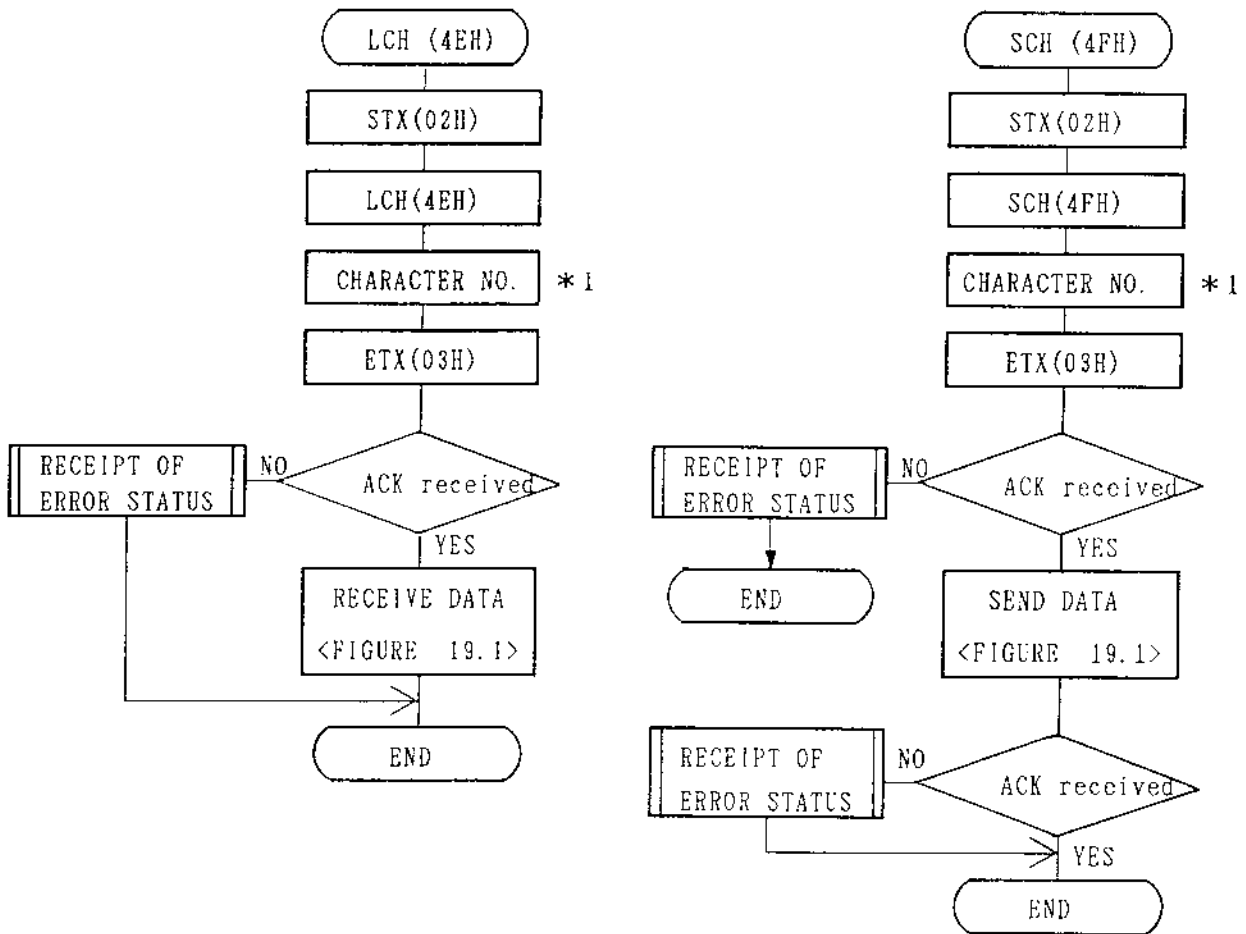 LCH (4EH)
STX(02H)
LCH(4EH)
CHARACTER NO. *1
ETX(03H)
ACK received
NO
RECEIPT OF
ERROR STATUS
YES
RECEIVE DATA
<FIGURE 19.1>
END
SCH (4FH)
STX(02H)
SCH(4FH)
CHARACTER NO. *1
ETX(03H)
ACK received
NO
RECEIPT OF
ERROR STATUS
END
YES
SEND DATA
<FIGURE 19.1>
ACK received
NO
RECEIPT OF
ERROR STATUS
YES
END